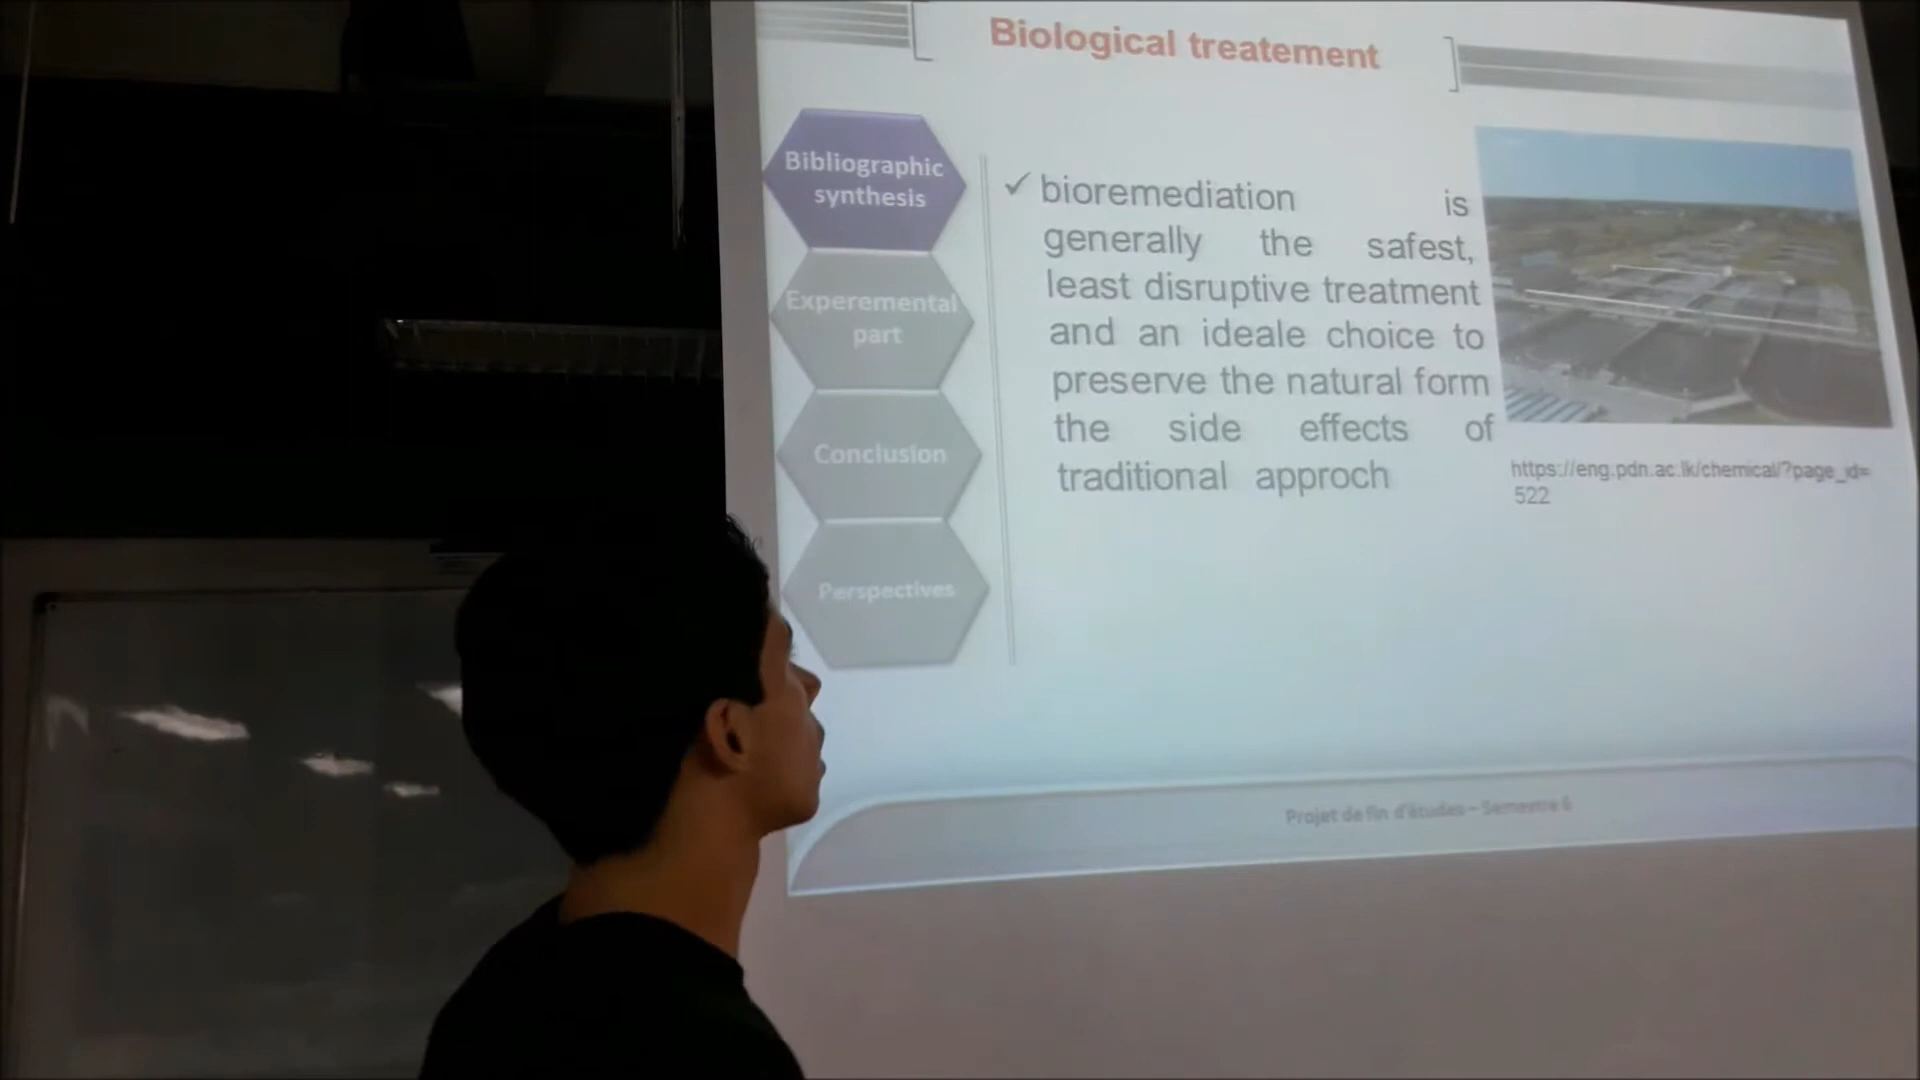 Biological treatement
Bibliographic
synthesis
Experemental
part
Conclusion
Perspectives
✓ bioremediation is
generally the safest,
least disruptive treatment
and an ideale choice to
preserve the natural form
the side effects of
traditional approch
https://eng.pdn.ac.lk/chemical/?page_id=
522
Projet de fin d'études – Semestre 6